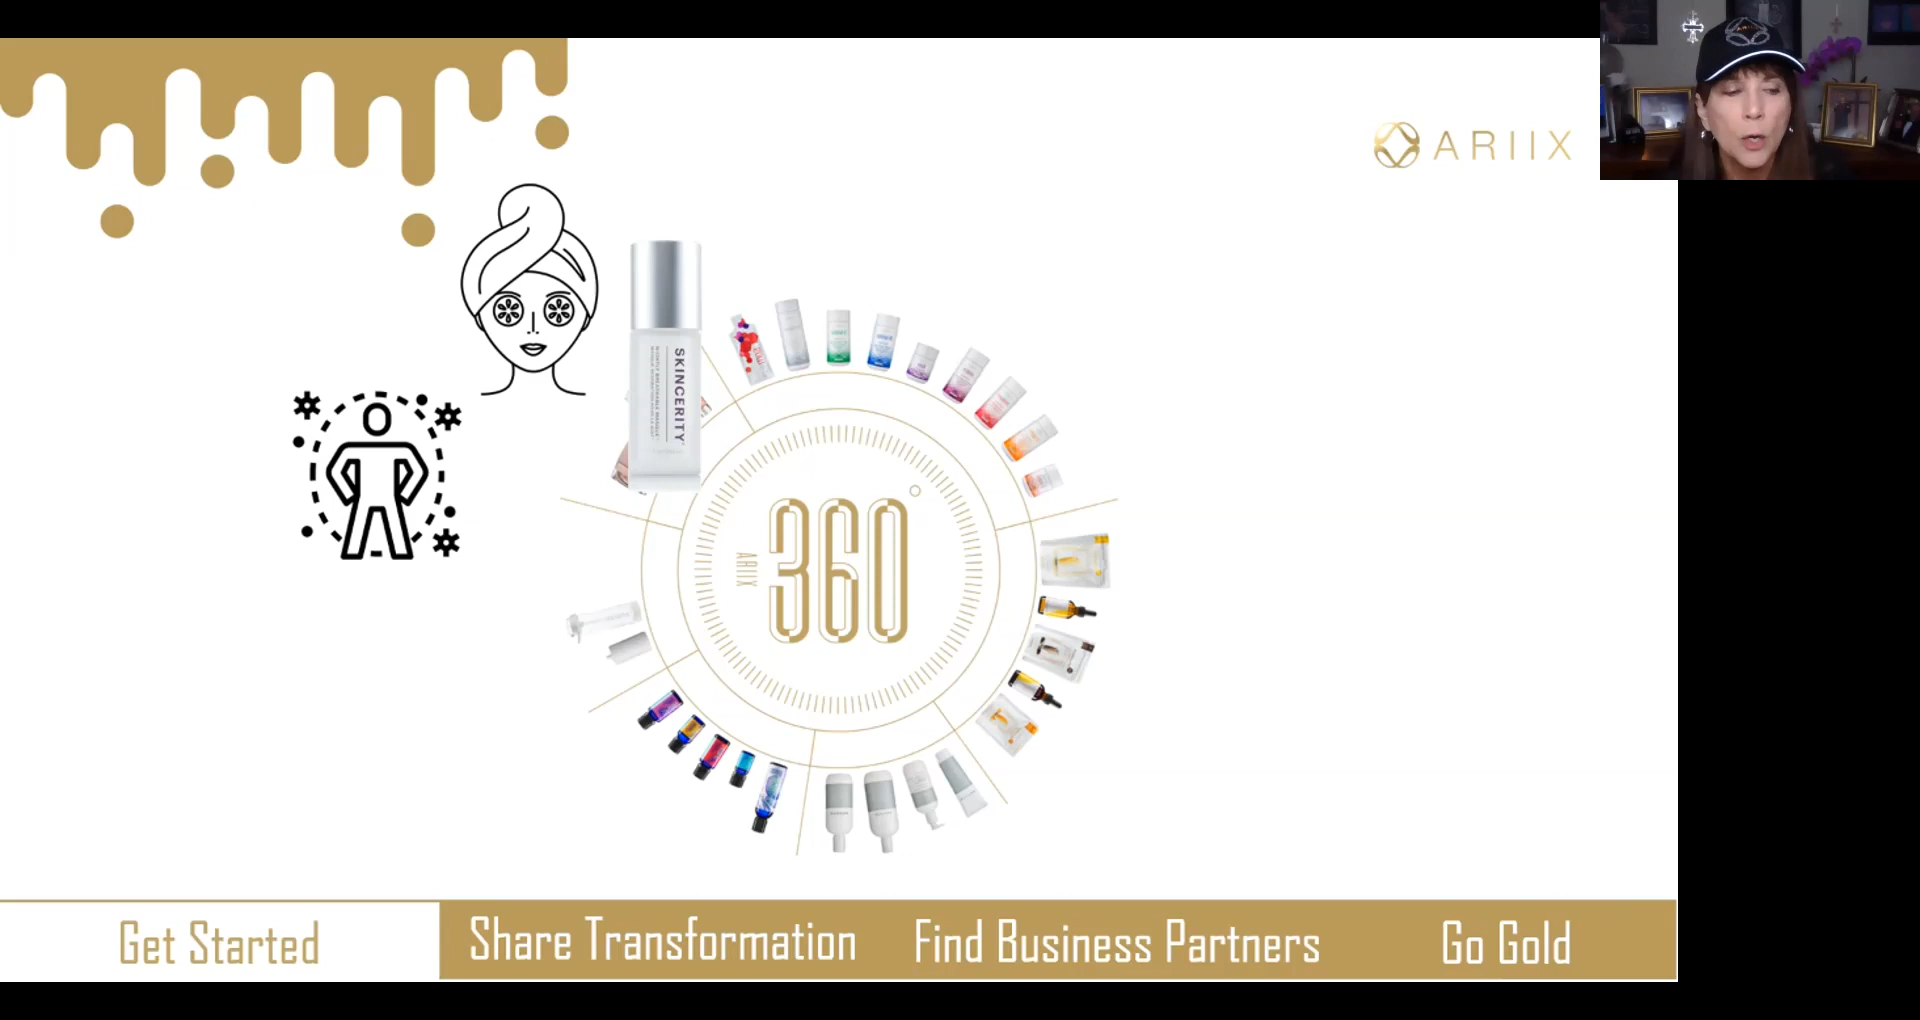 ARIIX
SKINCERITY
ARIIX
360°
Get Started
Share Transformation
Find Business Partners
Go Gold